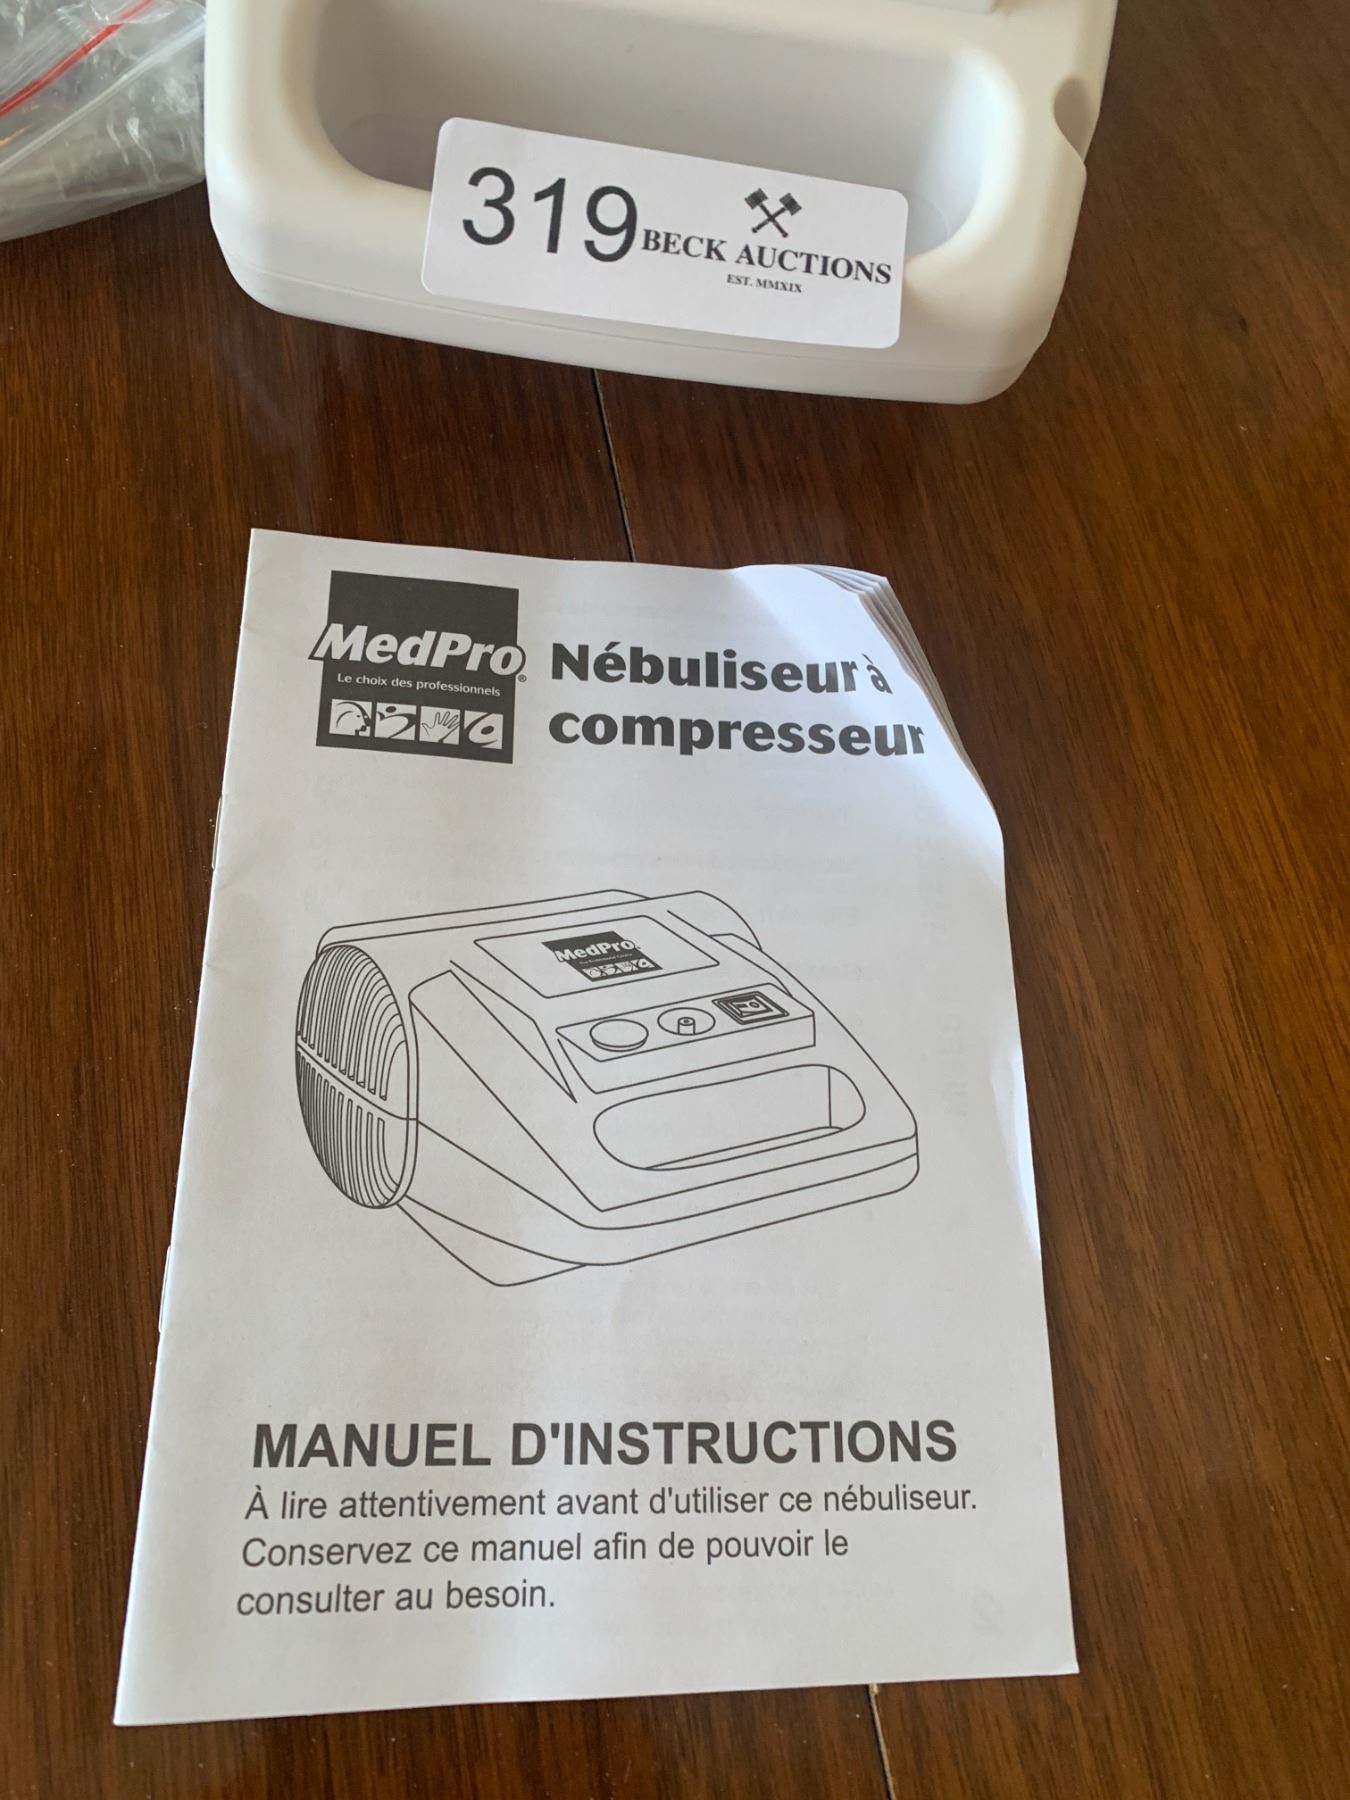 319
BECK AUCTIONS
EST. MMXIX
MedPro®
Le choix des professionnels
Nébuliseur à
compresseur
MedPro
MANUEL D'INSTRUCTIONS
À lire attentivement avant d'utiliser ce nébuliseur.
Conservez ce manuel afin de pouvoir le
consulter au besoin.